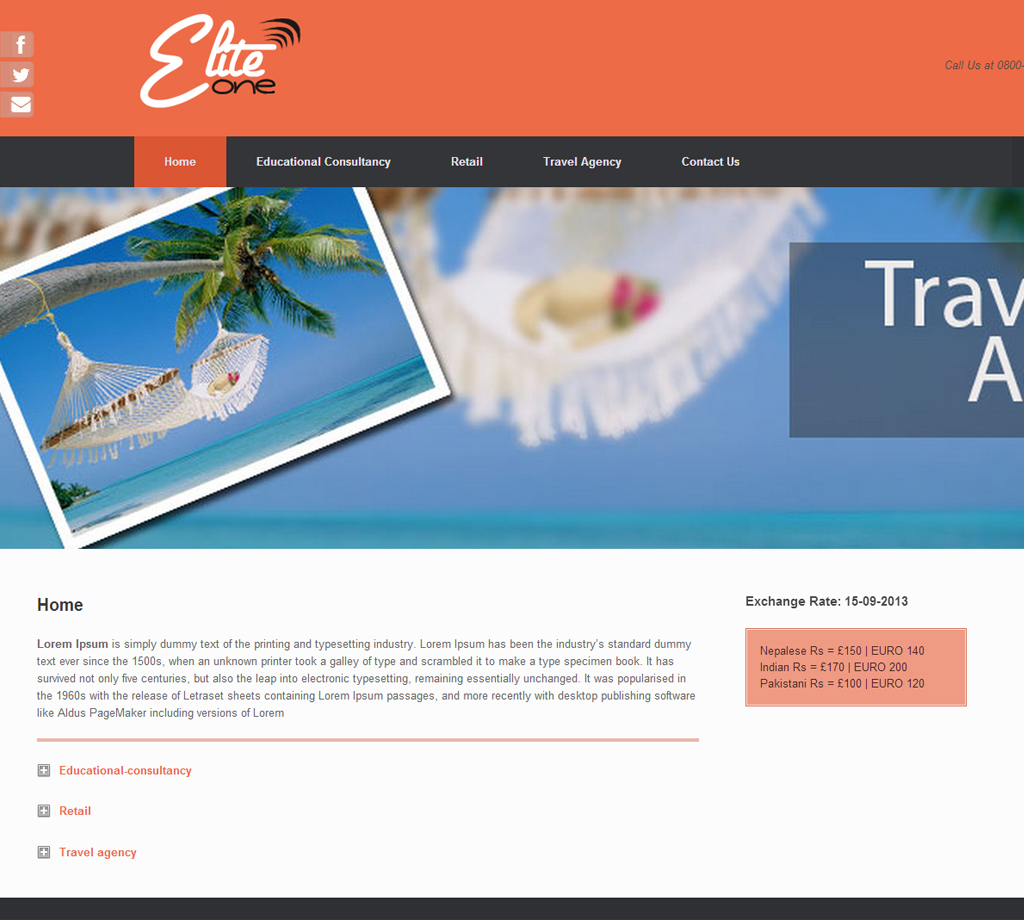 Elite
one
Call Us at 0800-
Home
Educational Consultancy
Retail
Travel Agency
Contact Us
Trav
A
Home
Lorem Ipsum is simply dummy text of the printing and typesetting industry. Lorem Ipsum has been the industry's standard dummy
text ever since the 1500s, when an unknown printer took a galley of type and scrambled it to make a type specimen book. It has
survived not only five centuries, but also the leap into electronic typesetting, remaining essentially unchanged. It was popularised in
the 1960s with the release of Letraset sheets containing Lorem Ipsum passages, and more recently with desktop publishing software
like Aldus PageMaker including versions of Lorem
Educational-consultancy
Retail
Travel agency
Exchange Rate: 15-09-2013
Nepalese Rs = £150 | EURO 140
Indian Rs = £170 | EURO 200
Pakistani Rs = £100 | EURO 120